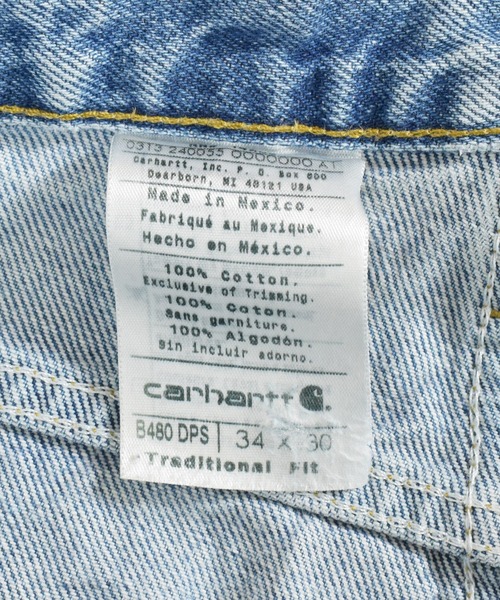 0313 240055 0000000 A1
Carhartt, Inc. P. O. Box 600
Dearborn, MI 48121 USA
Made in Mexico.
Fabriqué au Mexique.
Hecho en México.
100% Cotton.
Exclusive of Trimming.
100% Coton.
Sans garniture.
100% Algodón.
Sin incluir adorno.
carhartt
B480 DPS 34 x 30
Traditional Fit